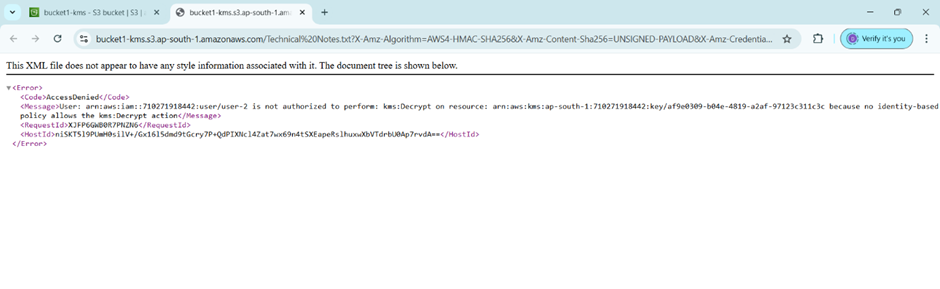 bucket1-kms - S3 bucket | S3 |
bucket1-kms.s3.ap-south-1.ama
bucket1-kms.s3.ap-south-1.amazonaws.com/Technical%20Notes.txt?X-Amz-Algorithm=AWS4-HMAC-SHA256&X-Amz-Content-Sha256=UNSIGNED-PAYLOAD&X-Amz-Credentia...
Verify it's you
This XML file does not appear to have any style information associated with it. The document tree is shown below.
▼<Error>
<Code>AccessDenied</Code>
<Message>User: arn:aws:iam::710271918442:user/user-2 is not authorized to perform: kms:Decrypt on resource: arn:aws:kms:ap-south-1:710271918442:key/af9e0309-b04e-4819-a2af-97123c311c3c because no identity-based
policy allows the kms:Decrypt action</Message>
<RequestId>XJFP6GWB0R7PNZN6</RequestId>
<HostId>niSKT5l9PUmH0silV+/Gx16l5dmd9tGcry7P+QdPIXNcl4Zat7wx69n4tSXEapeRslhuxwXbVTdrbU0Ap7rvdA==</HostId>
</Error>